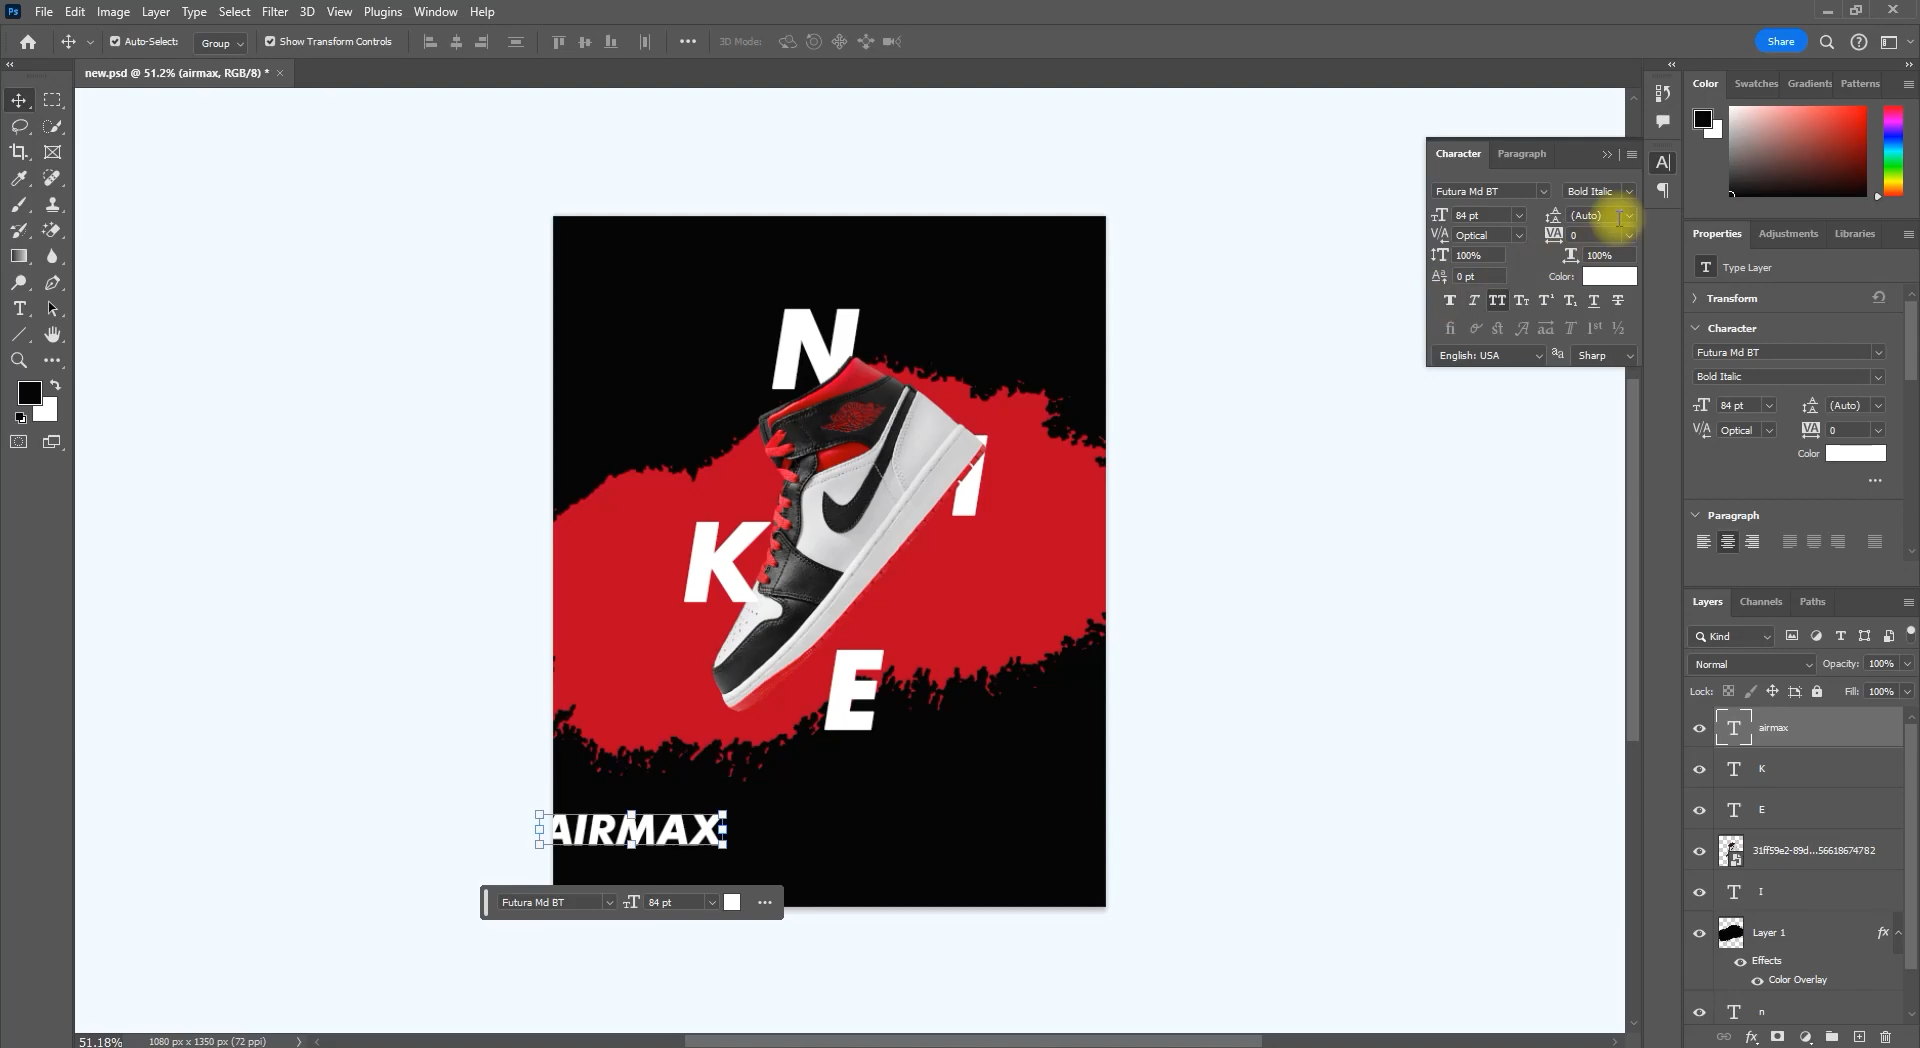 Ps File Edit Image Layer Type Select Filter 3D View Plugins Window Help
Auto-Select: Group Show Transform Controls 3D Mode: Share
new.psd @ 51.2% (airmax, RGB/8) *
Color Swatches Gradients Patterns
Character Paragraph
Futura Md BT Bold Italic
84 pt (Auto)
Optical 0
100% 100%
0 pt Color:
English: USA Sharp
Properties Adjustments Libraries
Type Layer
Transform
Character
Futura Md BT
Bold Italic
84 pt (Auto)
Optical 0
Color
Paragraph
N
I
K
E
AIRMAX
Futura Md BT 84 pt
Layers Channels Paths
Kind
Normal Opacity: 100%
Lock: Fill: 100%
airmax
K
E
31ff59e2-89d...56618674782
I
Layer 1 fx
Effects
Color Overlay
n
51.18% 1080 px x 1350 px (72 ppi)